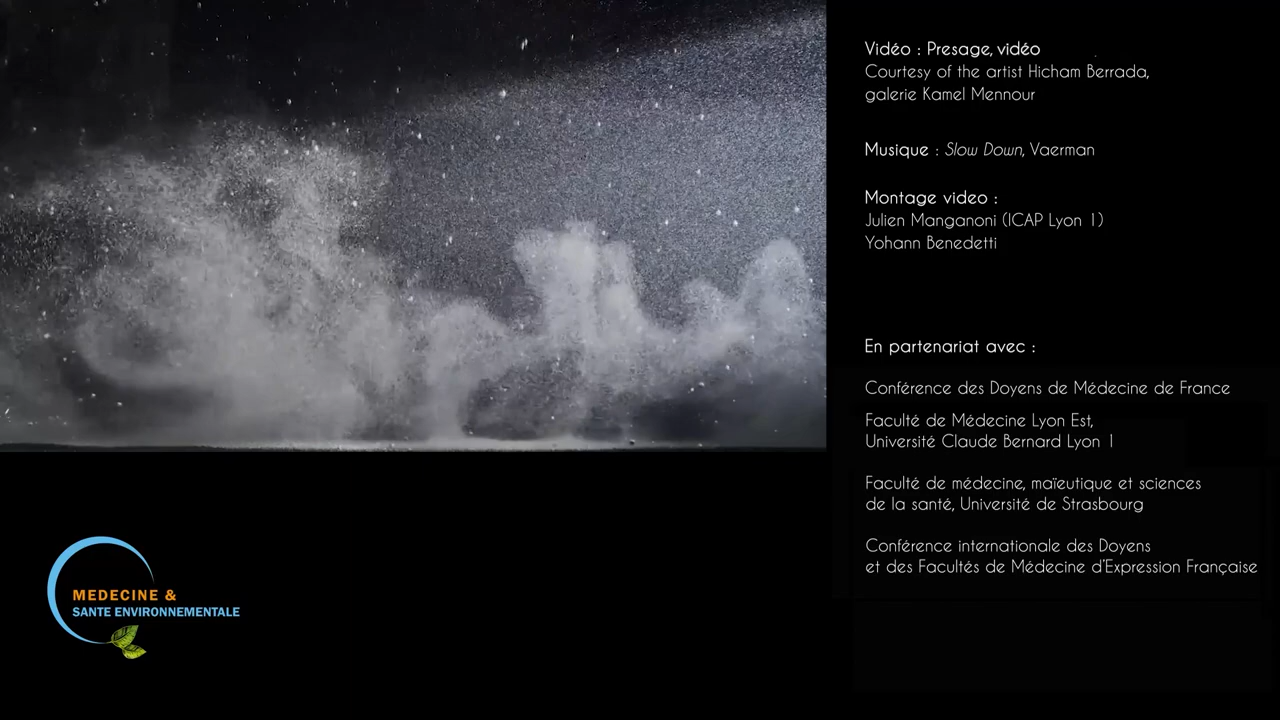 Vidéo : Presage, vidéo
Courtesy of the artist Hicham Berrada,
galerie Kamel Mennour
Musique : Slow Down, Vaerman
Montage video :
Julien Manganoni (ICAP Lyon 1)
Yohann Benedetti
En partenariat avec :
Conférence des Doyens de Médecine de France
Faculté de Médecine Lyon Est,
Université Claude Bernard Lyon 1
Faculté de médecine, maïeutique et sciences
de la santé, Université de Strasbourg
Conférence internationale des Doyens
et des Facultés de Médecine d'Expression Française
MEDECINE &
SANTE ENVIRONNEMENTALE